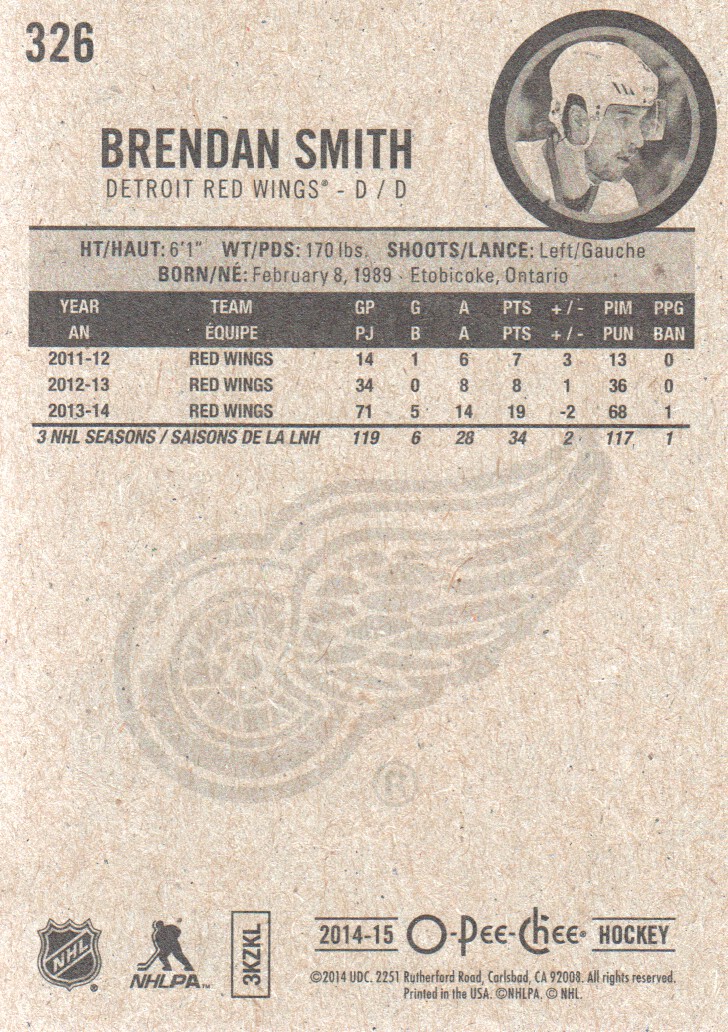 326
BRENDAN SMITH
DETROIT RED WINGS® - D / D
HT/HAUT: 6'1" WT/PDS: 170 lbs. SHOOTS/LANCE: Left/Gauche
BORN/NÉ: February 8, 1989 - Etobicoke, Ontario
YEAR TEAM GP G A PTS +/- PIM PPG
AN ÉQUIPE PJ B A PTS +/- PUN BAN
2011-12 RED WINGS 14 1 6 7 3 13 0
2012-13 RED WINGS 34 0 8 8 1 36 0
2013-14 RED WINGS 71 5 14 19 -2 68 1
3 NHL SEASONS / SAISONS DE LA LNH 119 6 28 34 2 117 1
NHL ®
NHLPA™
3KZKL
2014-15 O-Pee-Chee® HOCKEY
©2014 UDC. 2251 Rutherford Road, Carlsbad, CA 92008. All rights reserved.
Printed in the USA. ©NHLPA. © NHL.